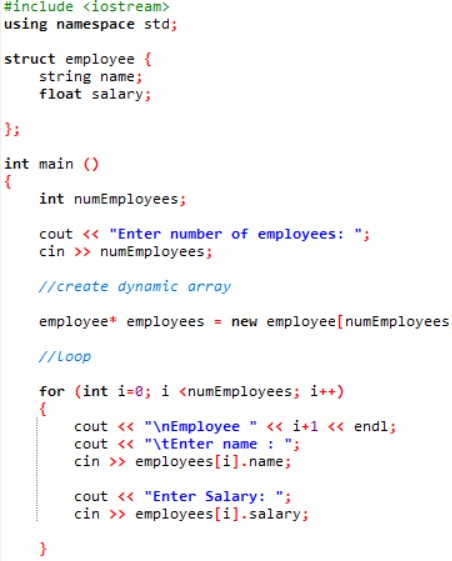 #include <iostream>
using namespace std;
struct employee {
string name;
float salary;
};
int main ()
{
int numEmployees;
cout << "Enter number of employees: ";
cin >> numEmployees;
//create dynamic array
employee* employees = new employee[numEmployees
//Loop
for (int i=0; i <numEmployees; i++)
{
cout << "\nEmployee " << i+1 << endl;
cout << "\tEnter name : ";
cin >> employees[i].name;
cout << "Enter Salary: ";
cin >> employees[i].salary;
}